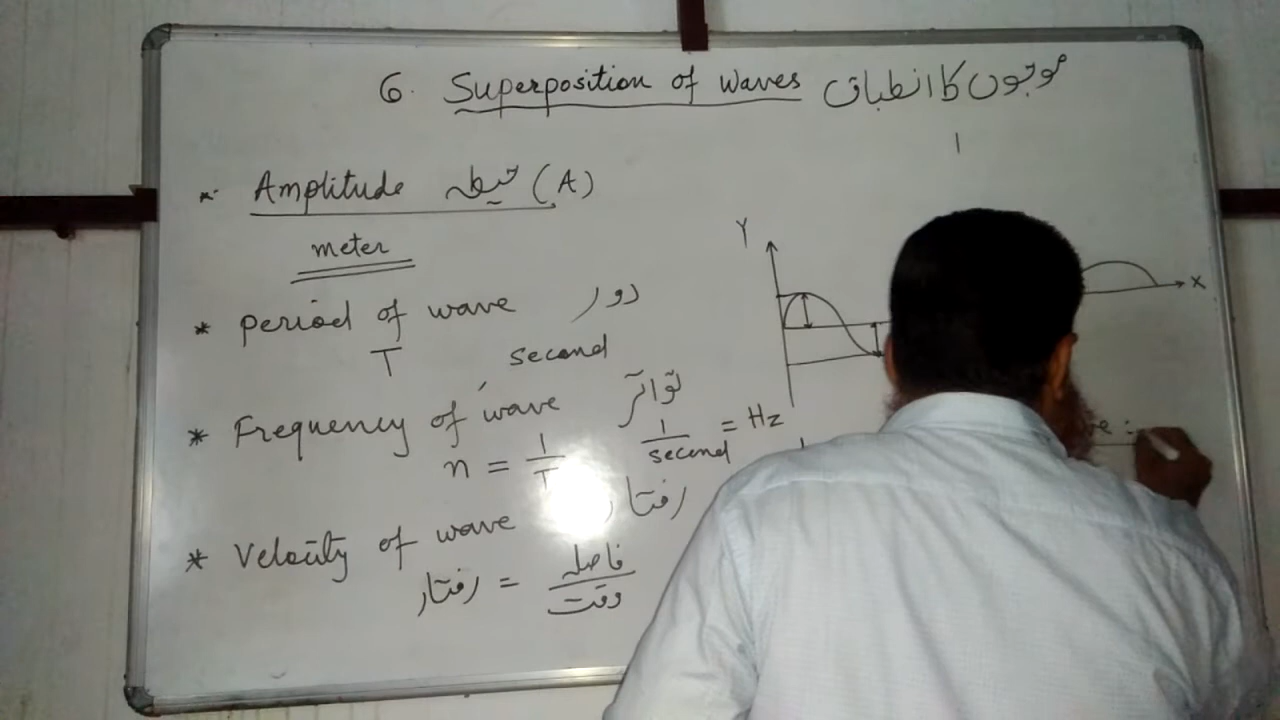 6. Superposition of waves موجوں کا انطباق
* Amplitude حیطہ (A)
meter
* Period of wave دور
T second
* Frequency of wave تواتر
n = 1/T 1/second = Hz
* Velocity of wave رفتار
رفتار = فاصلہ/وقت
Y
X